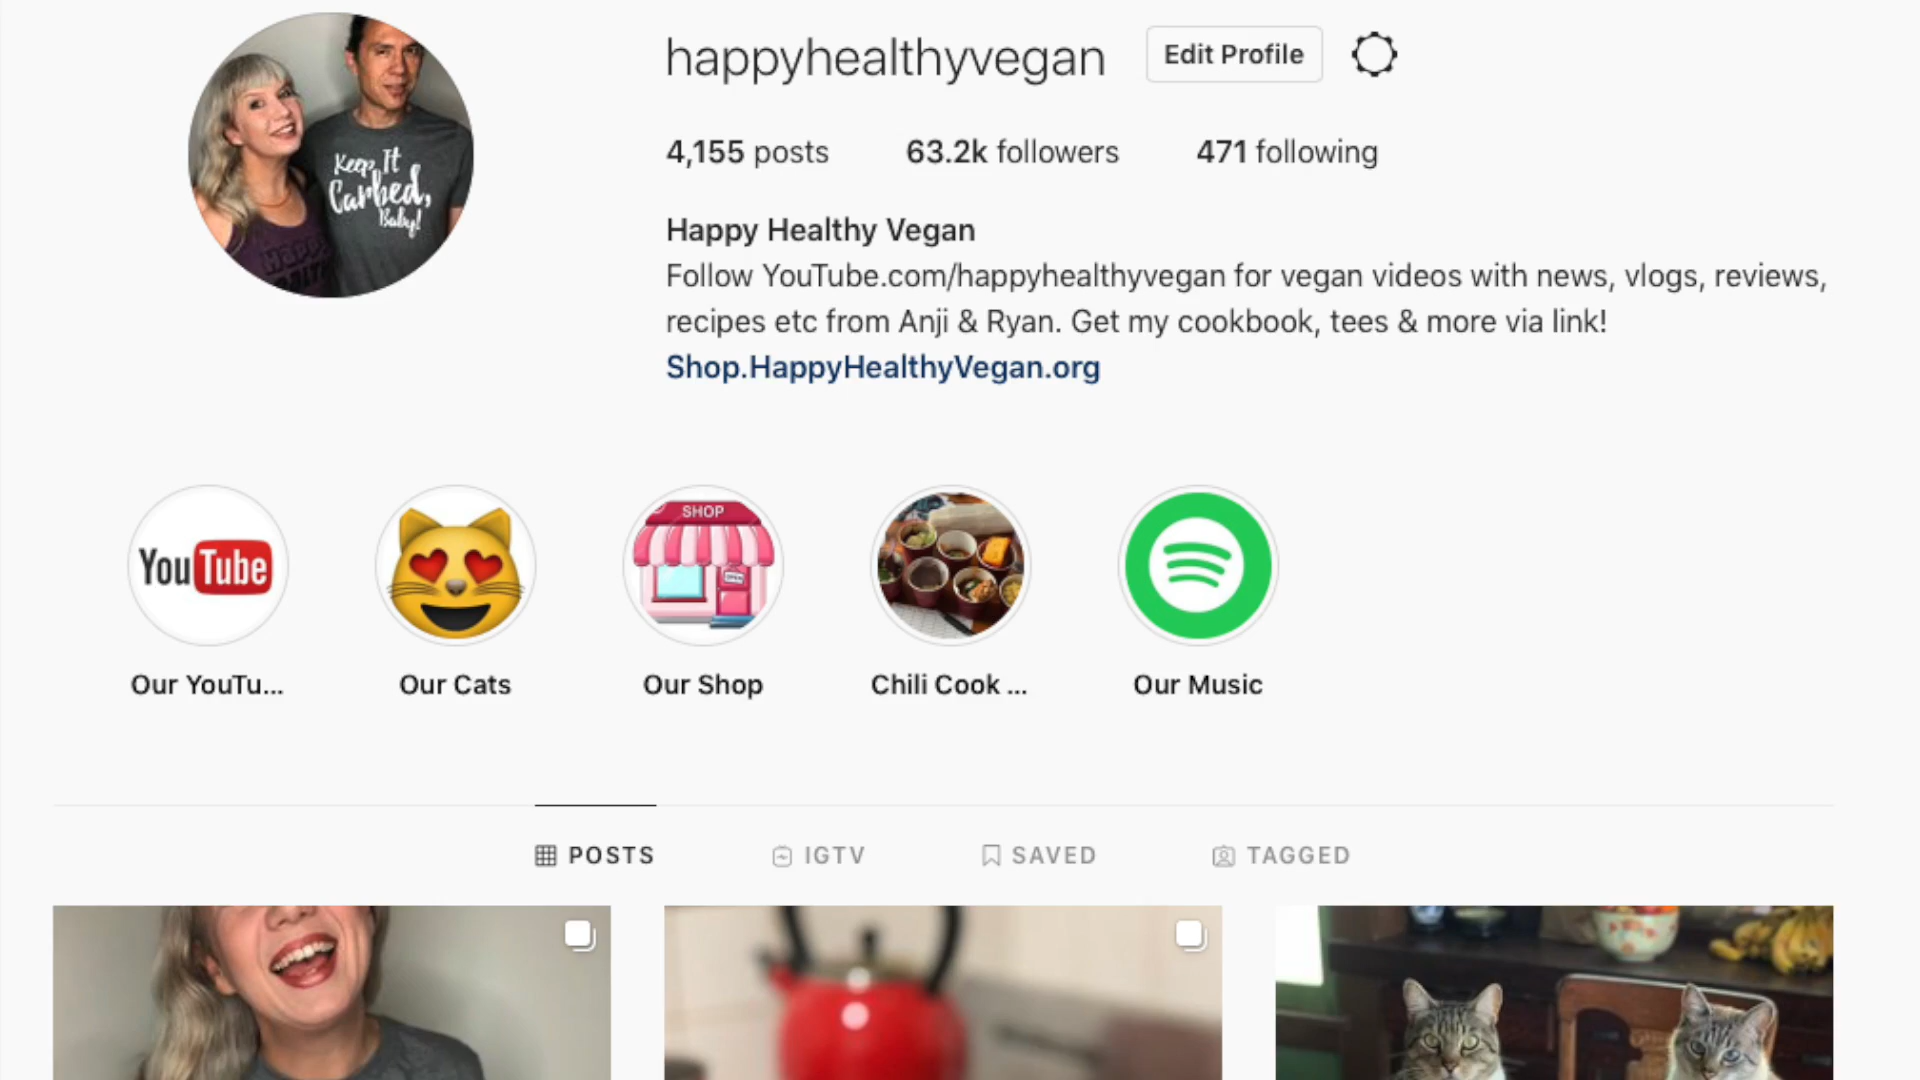 happyhealthyvegan
Edit Profile
4,155 posts 63.2k followers 471 following
Happy Healthy Vegan
Follow YouTube.com/happyhealthyvegan for vegan videos with news, vlogs, reviews,
recipes etc from Anji & Ryan. Get my cookbook, tees & more via link!
Shop.HappyHealthyVegan.org
Keep It
Carbed,
Baby!
YouTube
SHOP
OPEN
Our YouTu...
Our Cats
Our Shop
Chili Cook ...
Our Music
POSTS
IGTV
SAVED
TAGGED